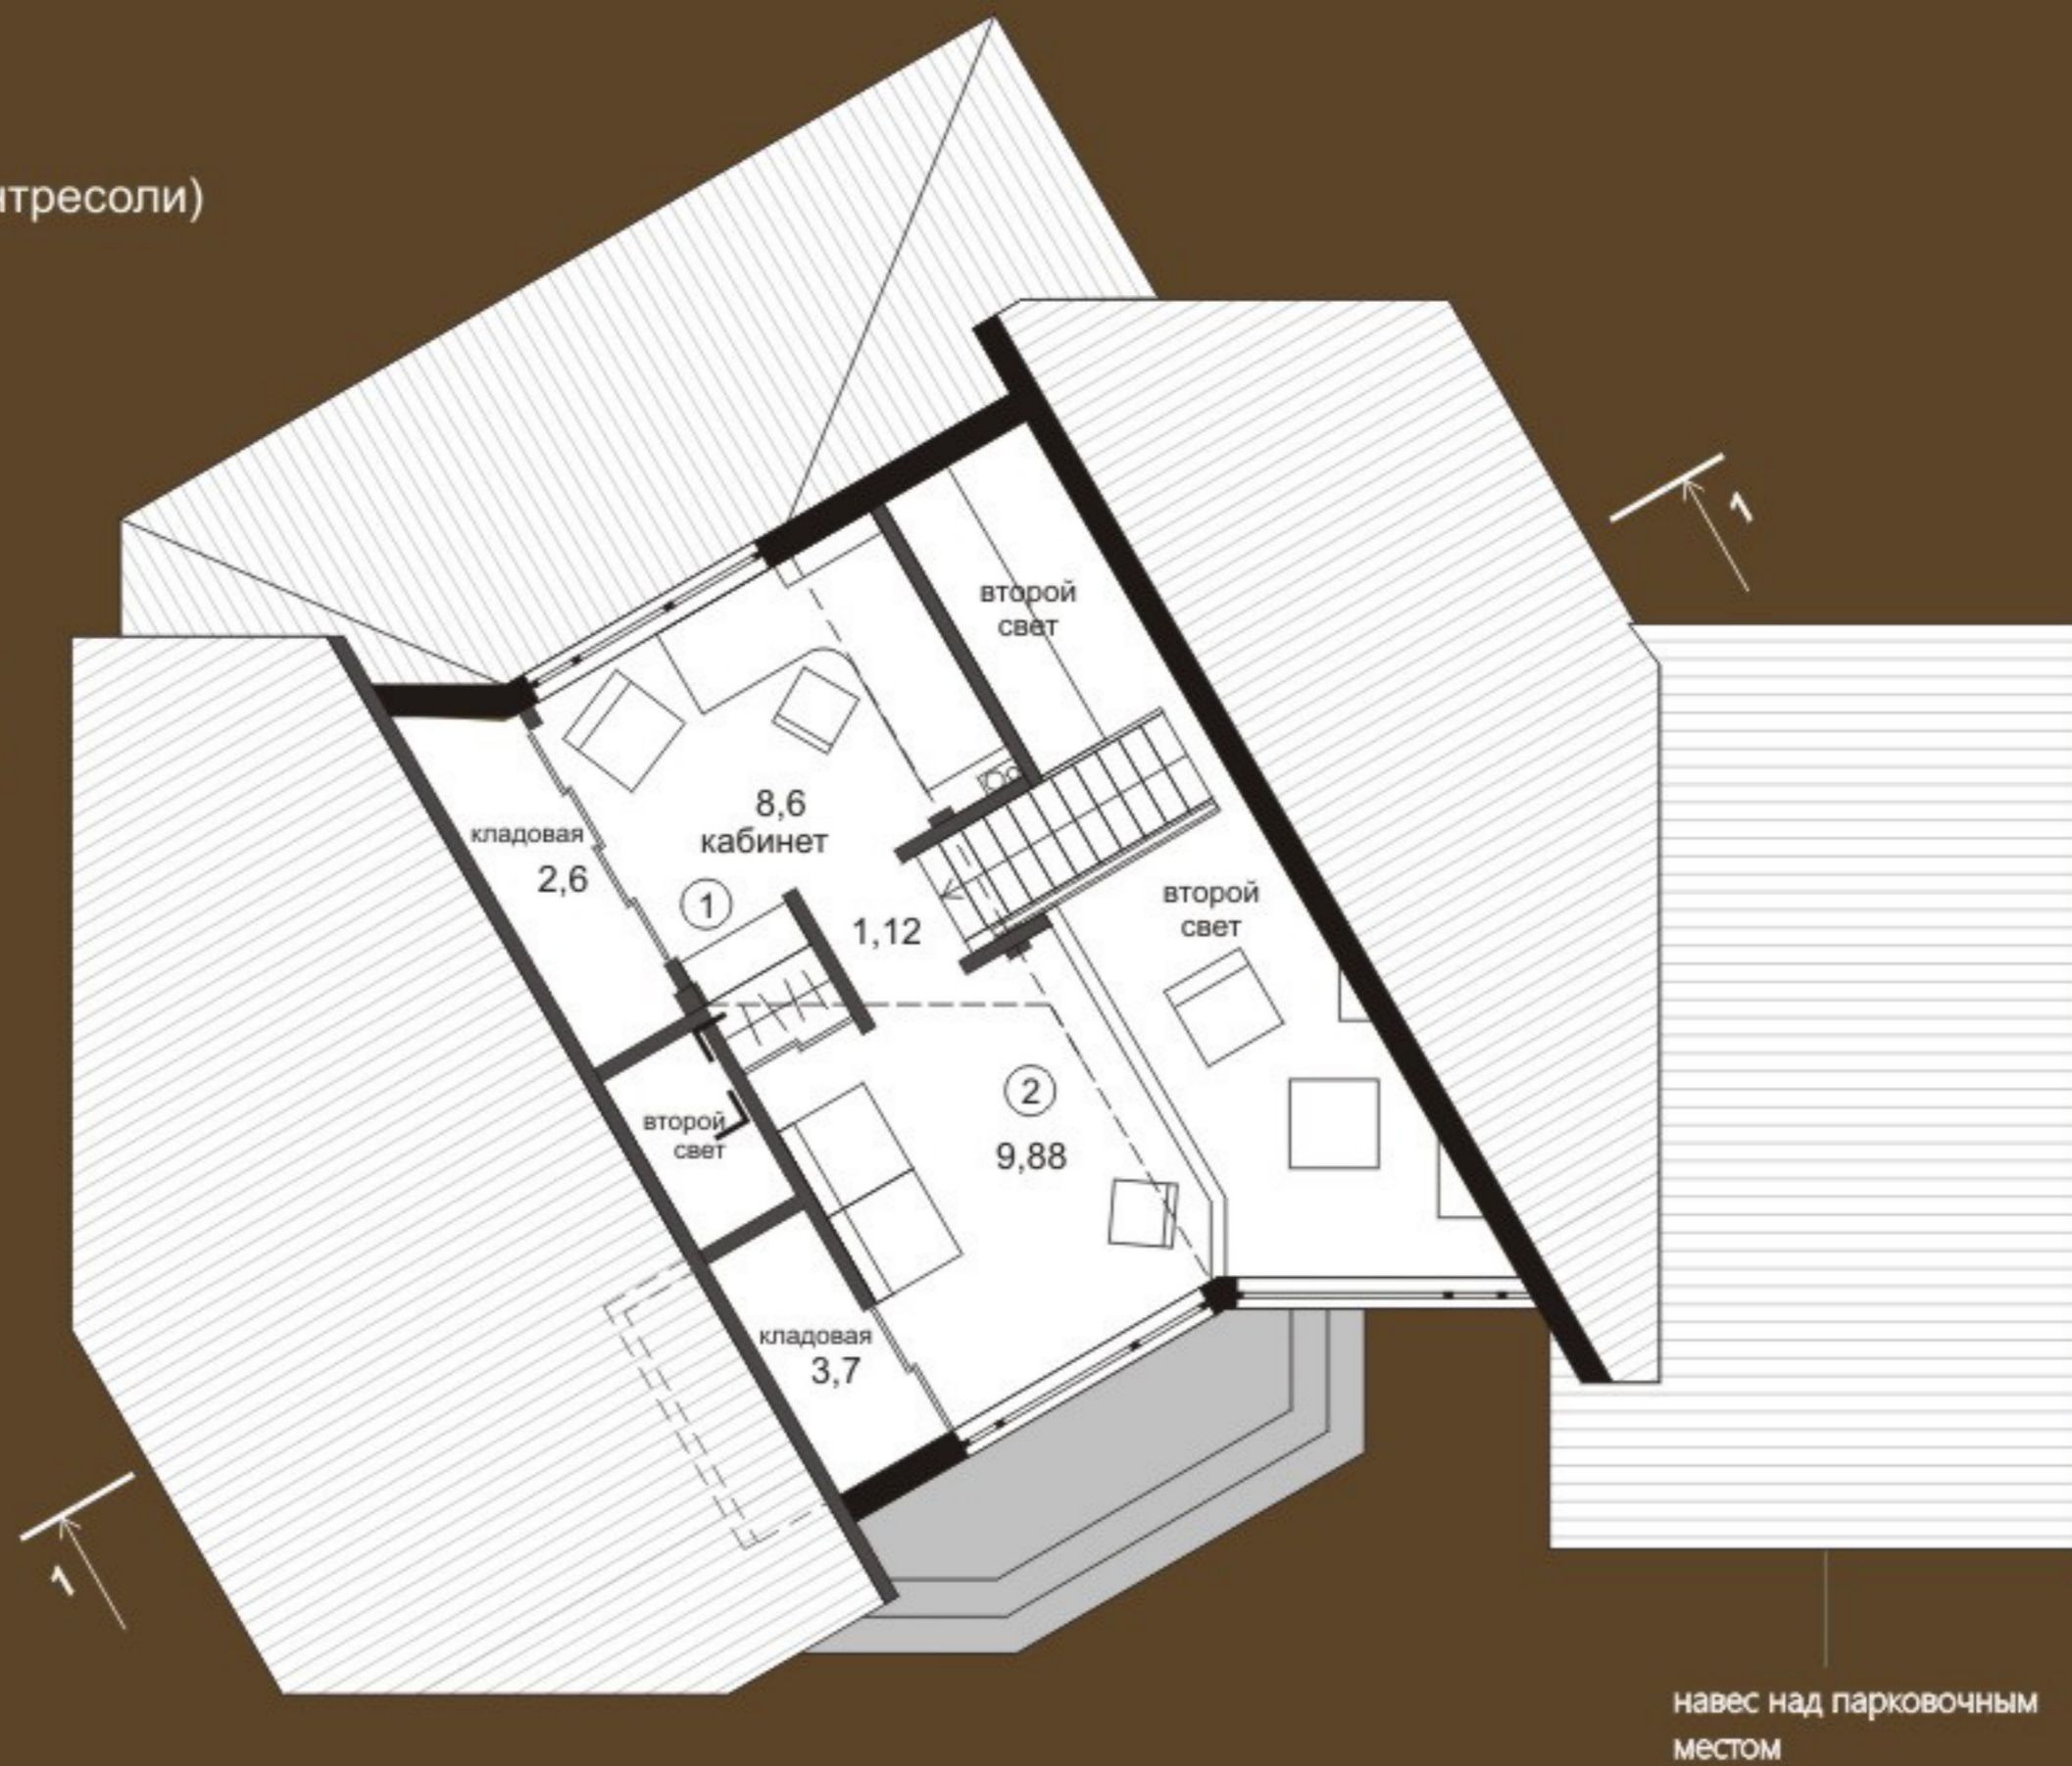 нтресоли)
1
второй
свет
8,6
кабинет
кладовая
2,6
1
1,12
второй
свет
2
9,88
второй
свет
кладовая
3,7
1
навес над парковочным
местом